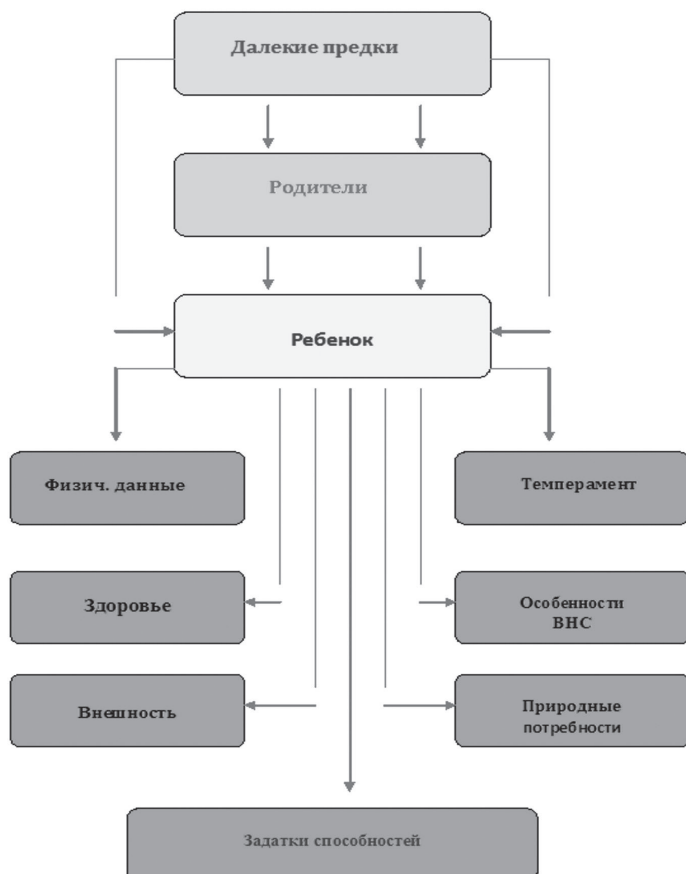 Далекие предки
Родители
Ребенок
Физич. данные
Темперамент
Здоровье
Особенности
ВНС
Внешность
Природные
потребности
Задатки способностей